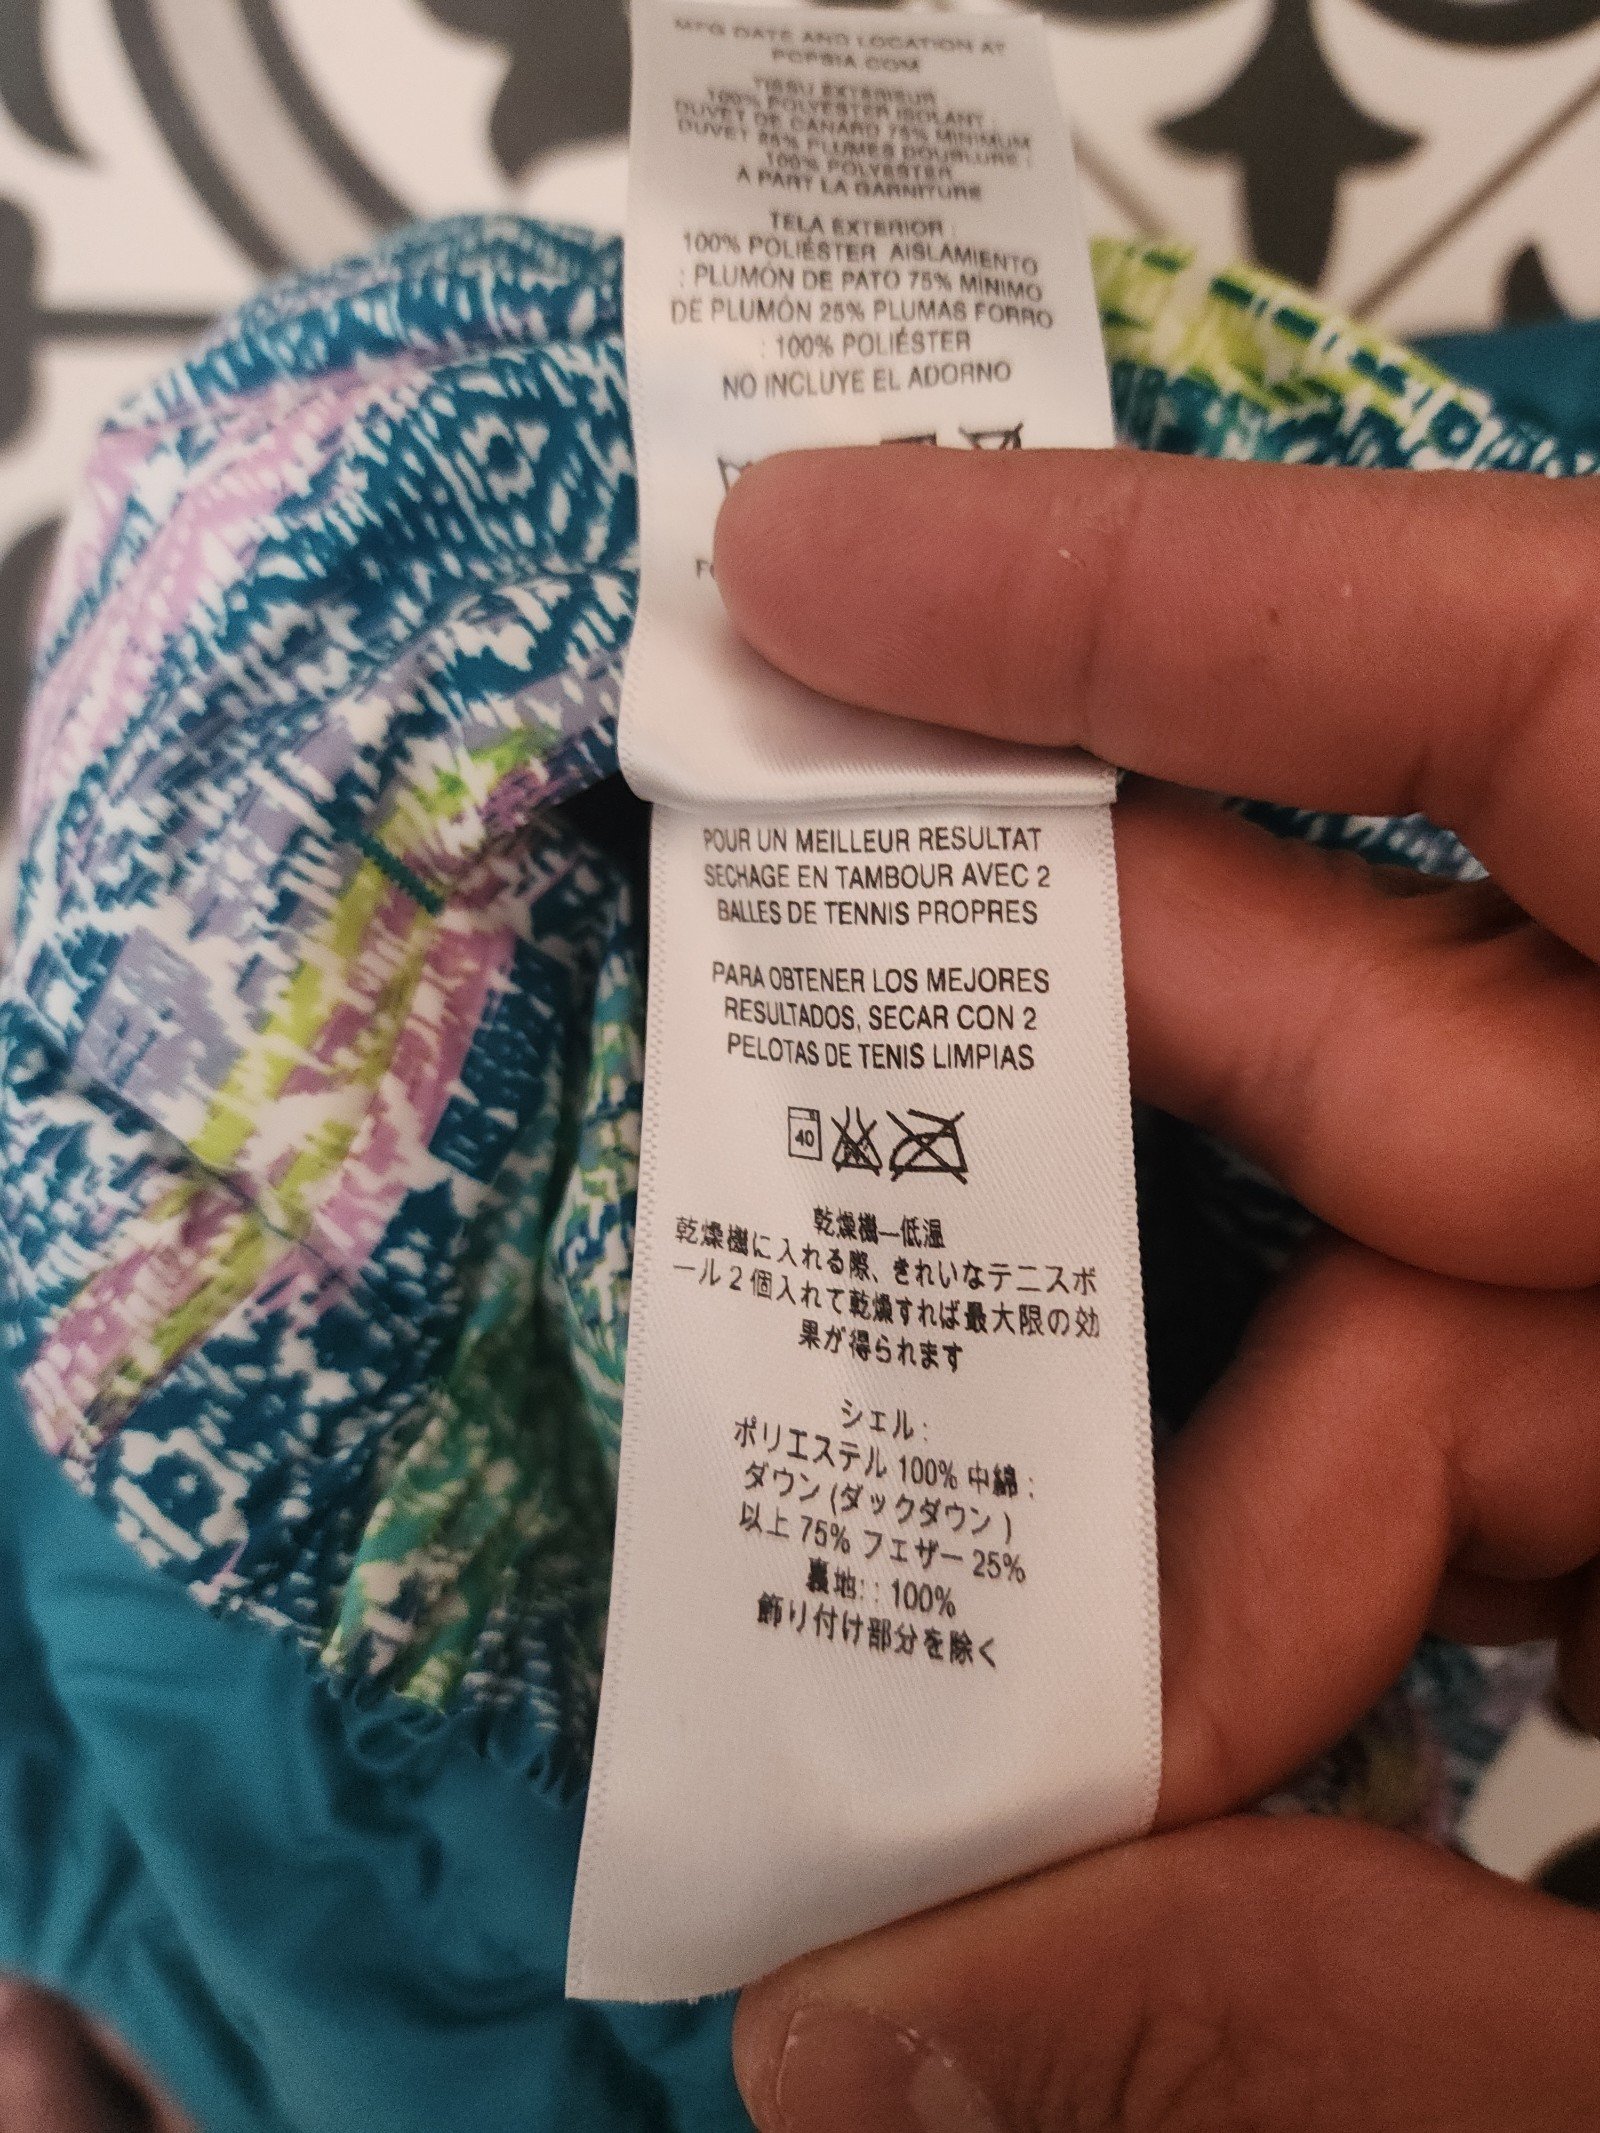 MFG DATE AND LOCATION AT
PCPSIA.COM
TISSU EXTERIEUR
100% POLYESTER ISOLANT :
DUVET DE CANARD 75% MINIMUM
DUVET 25% PLUMES DOUBLURE :
100% POLYESTER
A PART LA GARNITURE
TELA EXTERIOR :
100% POLIÉSTER AISLAMIENTO
: PLUMÓN DE PATO 75% MÍNIMO
DE PLUMÓN 25% PLUMAS FORRO
: 100% POLIÉSTER
NO INCLUYE EL ADORNO
POUR UN MEILLEUR RESULTAT
SECHAGE EN TAMBOUR AVEC 2
BALLES DE TENNIS PROPRES
PARA OBTENER LOS MEJORES
RESULTADOS, SECAR CON 2
PELOTAS DE TENIS LIMPIAS
40
乾燥機—低温
乾燥機に入れる際、きれいなテニスボ
ール2個入れて乾燥すれば最大限の効
果が得られます
シェル :
ポリエステル 100% 中綿 :
ダウン (ダックダウン )
以上 75% フェザー 25%
裏地: : 100%
飾り付け部分を除く